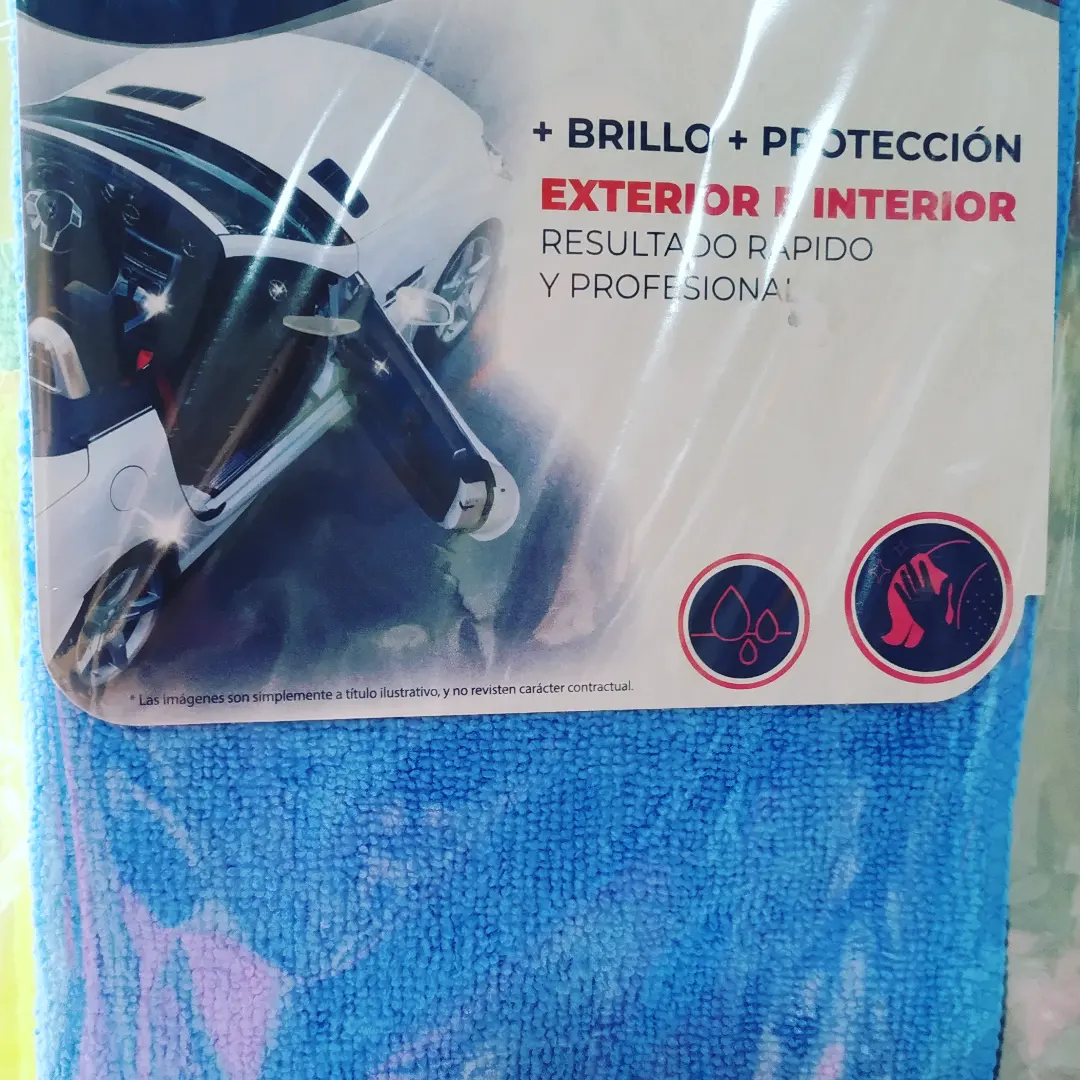 + BRILLO + PROTECCIÓN
EXTERIOR E INTERIOR
RESULTADO RAPIDO
Y PROFESIONAL
* Las imágenes son simplemente a título ilustrativo, y no revisten carácter contractual.